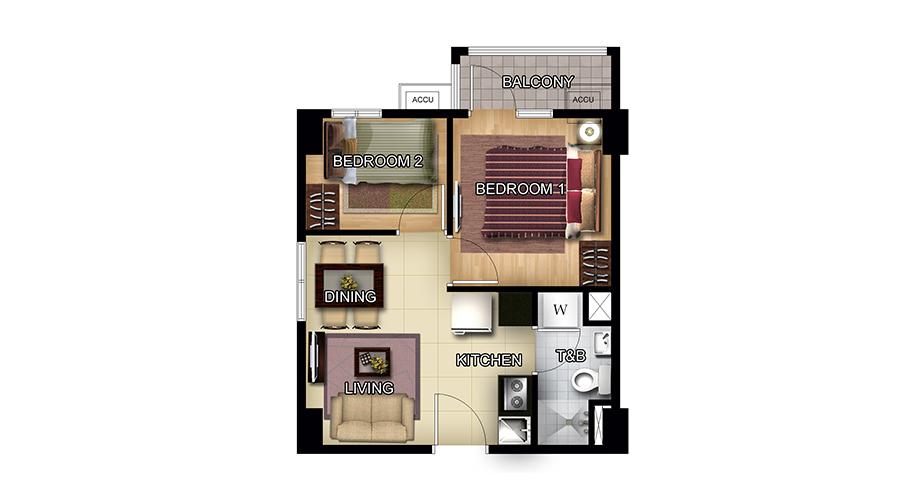 BALCONY
ACCU
ACCU
BEDROOM 2
BEDROOM 1
DINING
W
KITCHEN
T&B
LIVING